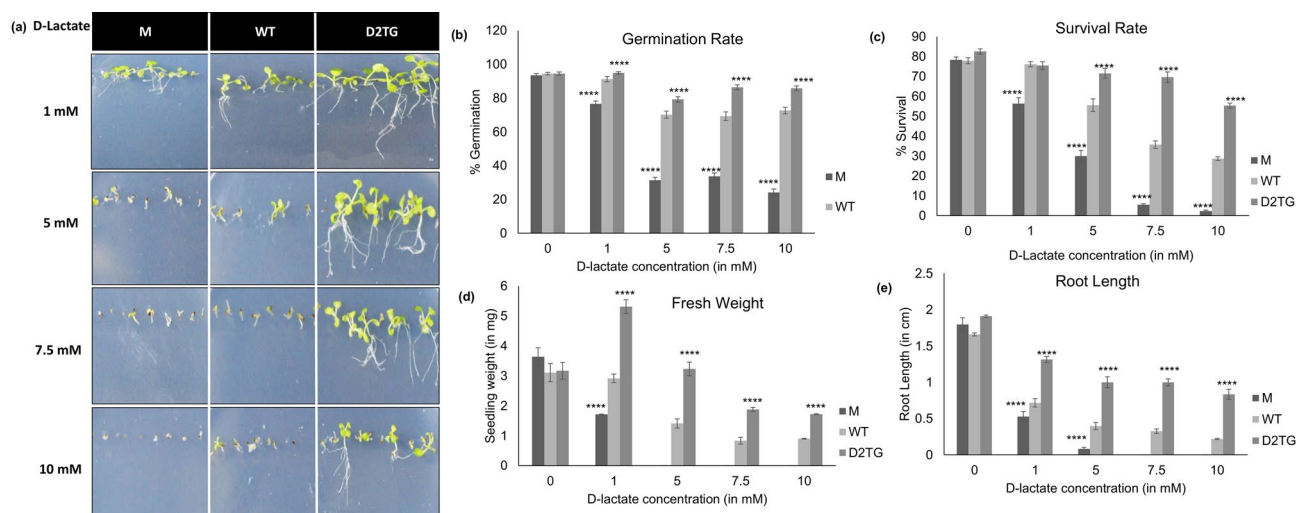 (a) D-Lactate M WT D2TG
1 mM
5 mM
7.5 mM
10 mM
(b) Germination Rate
% Germination
120
100
80
60
40
20
0
**** **** **** **** **** **** **** ****
0 1 5 7.5 10
D-lactate concentration (in mM)
M
WT
(c) Survival Rate
% Survival
90
80
70
60
50
40
30
20
10
0
**** **** **** **** **** **** ****
0 1 5 7.5 10
D-Lactate concentration (in mM)
M
WT
D2TG
(d) Fresh Weight
Seedling weight (in mg)
6
5
4
3
2
1
0
**** **** **** **** ****
0 1 5 7.5 10
D-lactate concentration (in mM)
M
WT
D2TG
(e) Root Length
Root Length (in cm)
2.5
2
1.5
1
0.5
0
**** **** **** **** **** ****
0 1 5 7.5 10
D-lactate concentration (in mM)
M
WT
D2TG